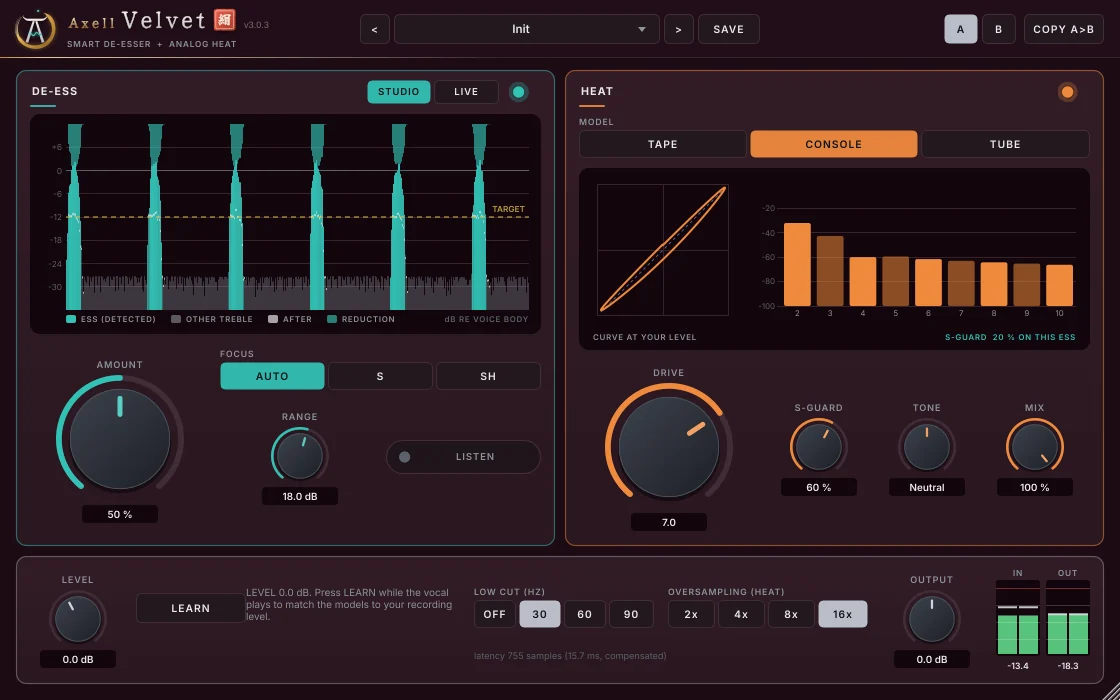 Axell Velvet
v3.0.3
SMART DE-ESSER + ANALOG HEAT
<
Init
>
SAVE
A
B
COPY A>B
DE-ESS
STUDIO
LIVE
+6
0
-6
-12
-18
-24
-30
TARGET
ESS (DETECTED)
OTHER TREBLE
AFTER
REDUCTION
dB RE VOICE BODY
AMOUNT
50 %
FOCUS
AUTO
S
SH
RANGE
18.0 dB
LISTEN
HEAT
MODEL
TAPE
CONSOLE
TUBE
-20
-40
-60
-80
-100
2 3 4 5 6 7 8 9 10
CURVE AT YOUR LEVEL
S-GUARD 20 % ON THIS ESS
DRIVE
7.0
S-GUARD
60 %
TONE
Neutral
MIX
100 %
LEVEL
0.0 dB
LEARN
LEVEL 0.0 dB. Press LEARN while the vocal
plays to match the models to your recording
level.
LOW CUT (HZ)
OFF
30
60
90
OVERSAMPLING (HEAT)
2x
4x
8x
16x
latency 755 samples (15.7 ms, compensated)
OUTPUT
0.0 dB
IN
OUT
-13.4
-18.3